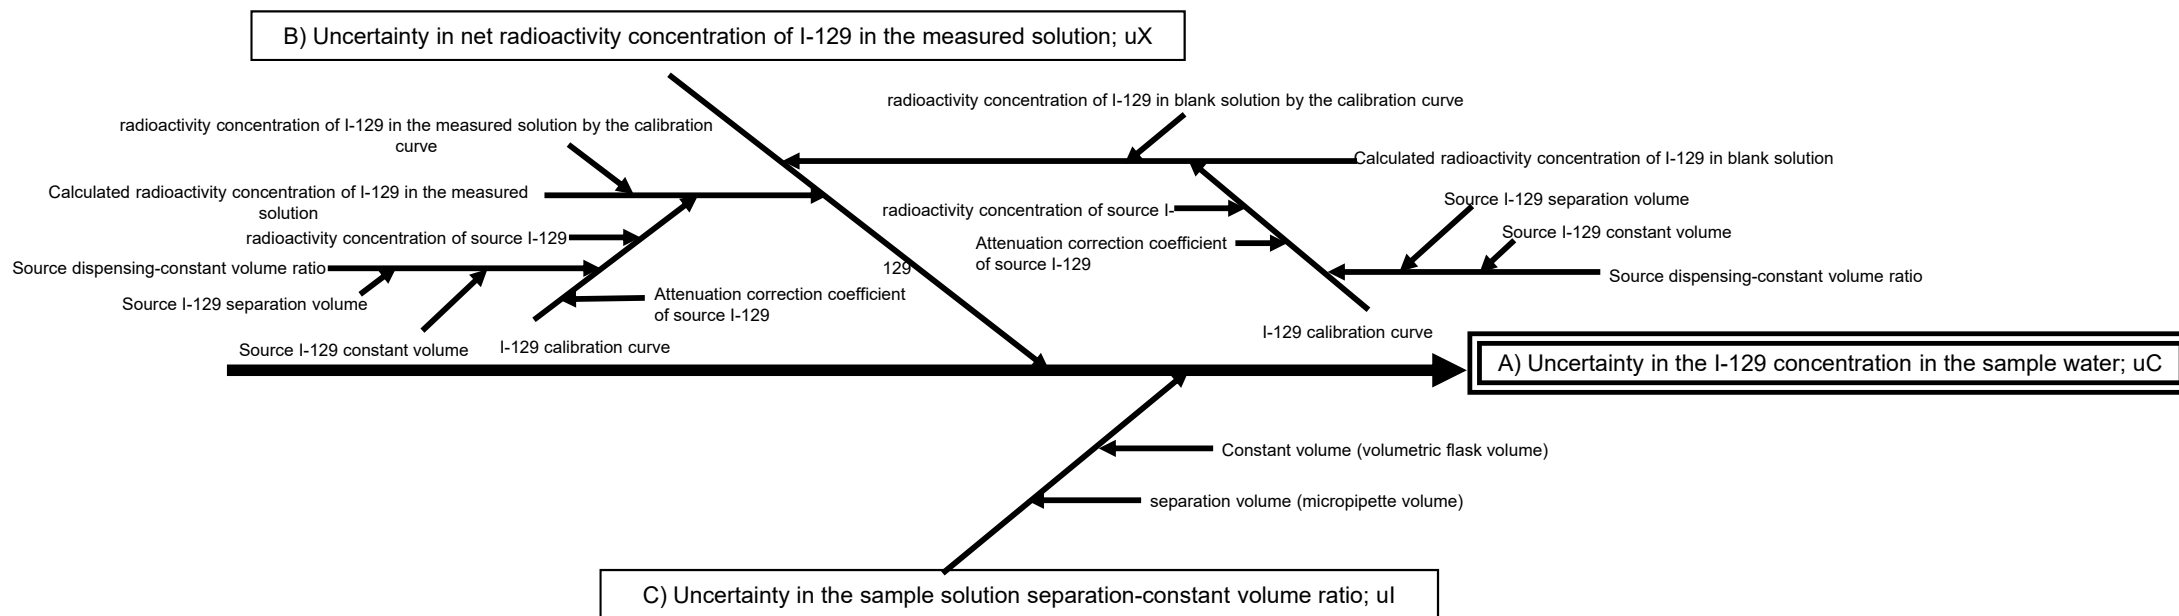 B) Uncertainty in net radioactivity concentration of I-129 in the measured solution; uX
radioactivity concentration of I-129 in blank solution by the calibration curve
radioactivity concentration of I-129 in the measured solution by the calibration
curve
Calculated radioactivity concentration of I-129 in blank solution
Calculated radioactivity concentration of I-129 in the measured
solution
Source I-129 separation volume
radioactivity concentration of source I-
129
Source I-129 constant volume
radioactivity concentration of source I-129
Attenuation correction coefficient
of source I-129
Source dispensing-constant volume ratio
Source dispensing-constant volume ratio
Source I-129 separation volume
Attenuation correction coefficient
of source I-129
I-129 calibration curve
Source I-129 constant volume
I-129 calibration curve
A) Uncertainty in the I-129 concentration in the sample water; uC
Constant volume (volumetric flask volume)
separation volume (micropipette volume)
C) Uncertainty in the sample solution separation-constant volume ratio; uI